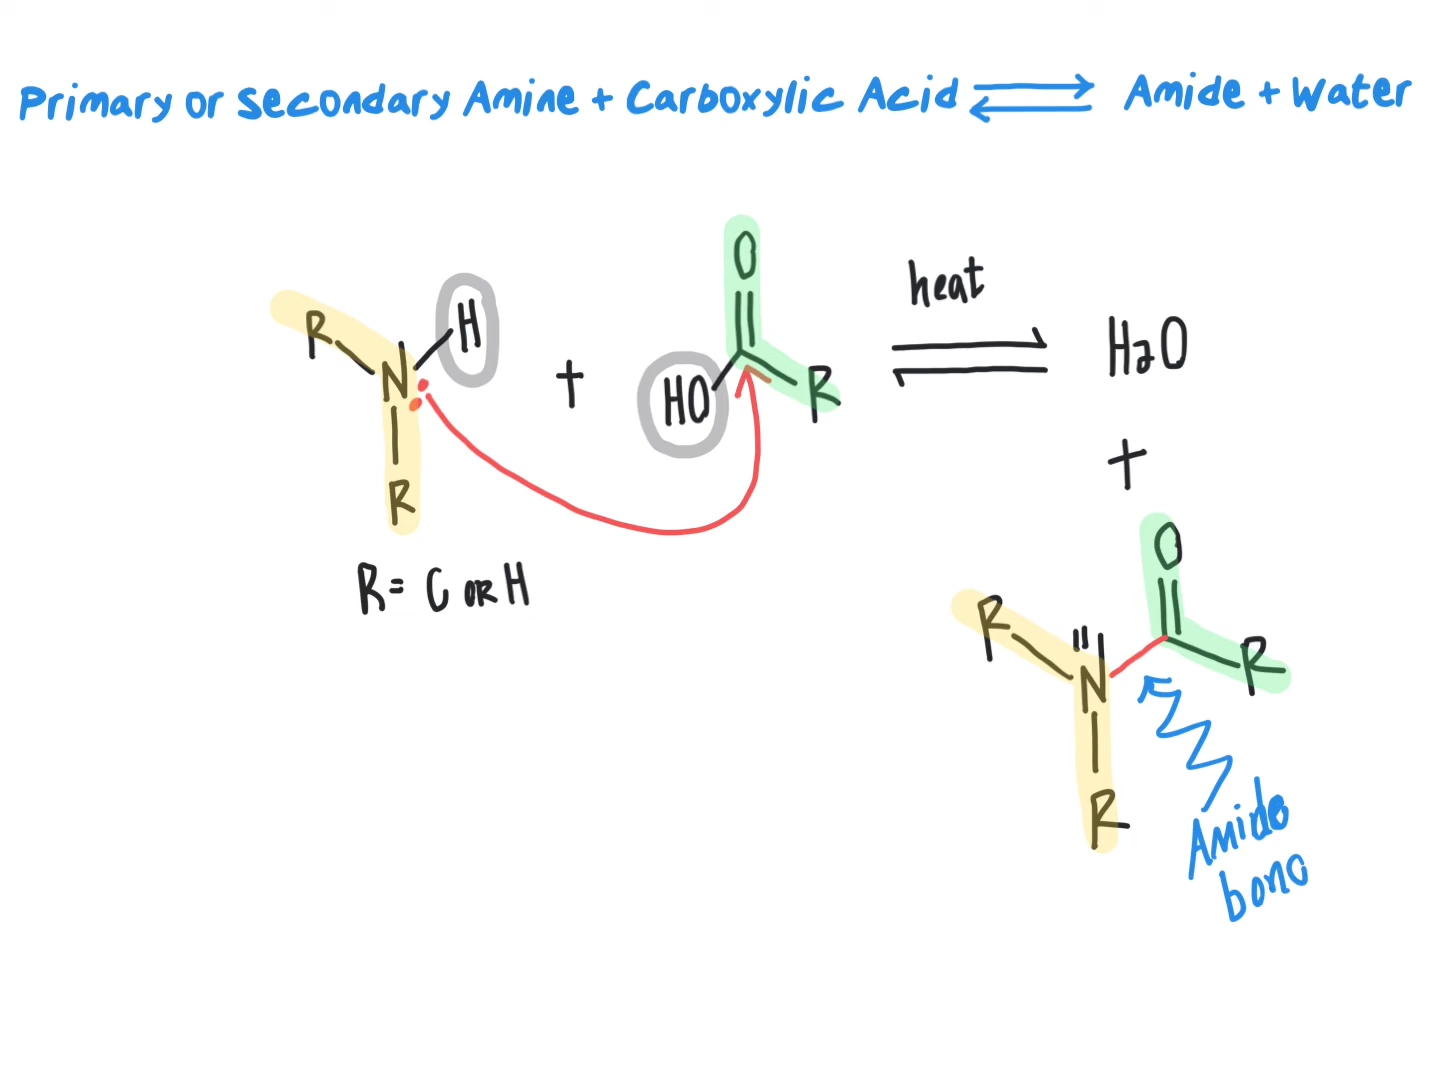 Primary or Secondary Amine + Carboxylic Acid ⇌ Amide + Water
heat
R N H + HO O R ⇌ H2O
R
+
R= C OR H
O
R N R
R
Amide
bond